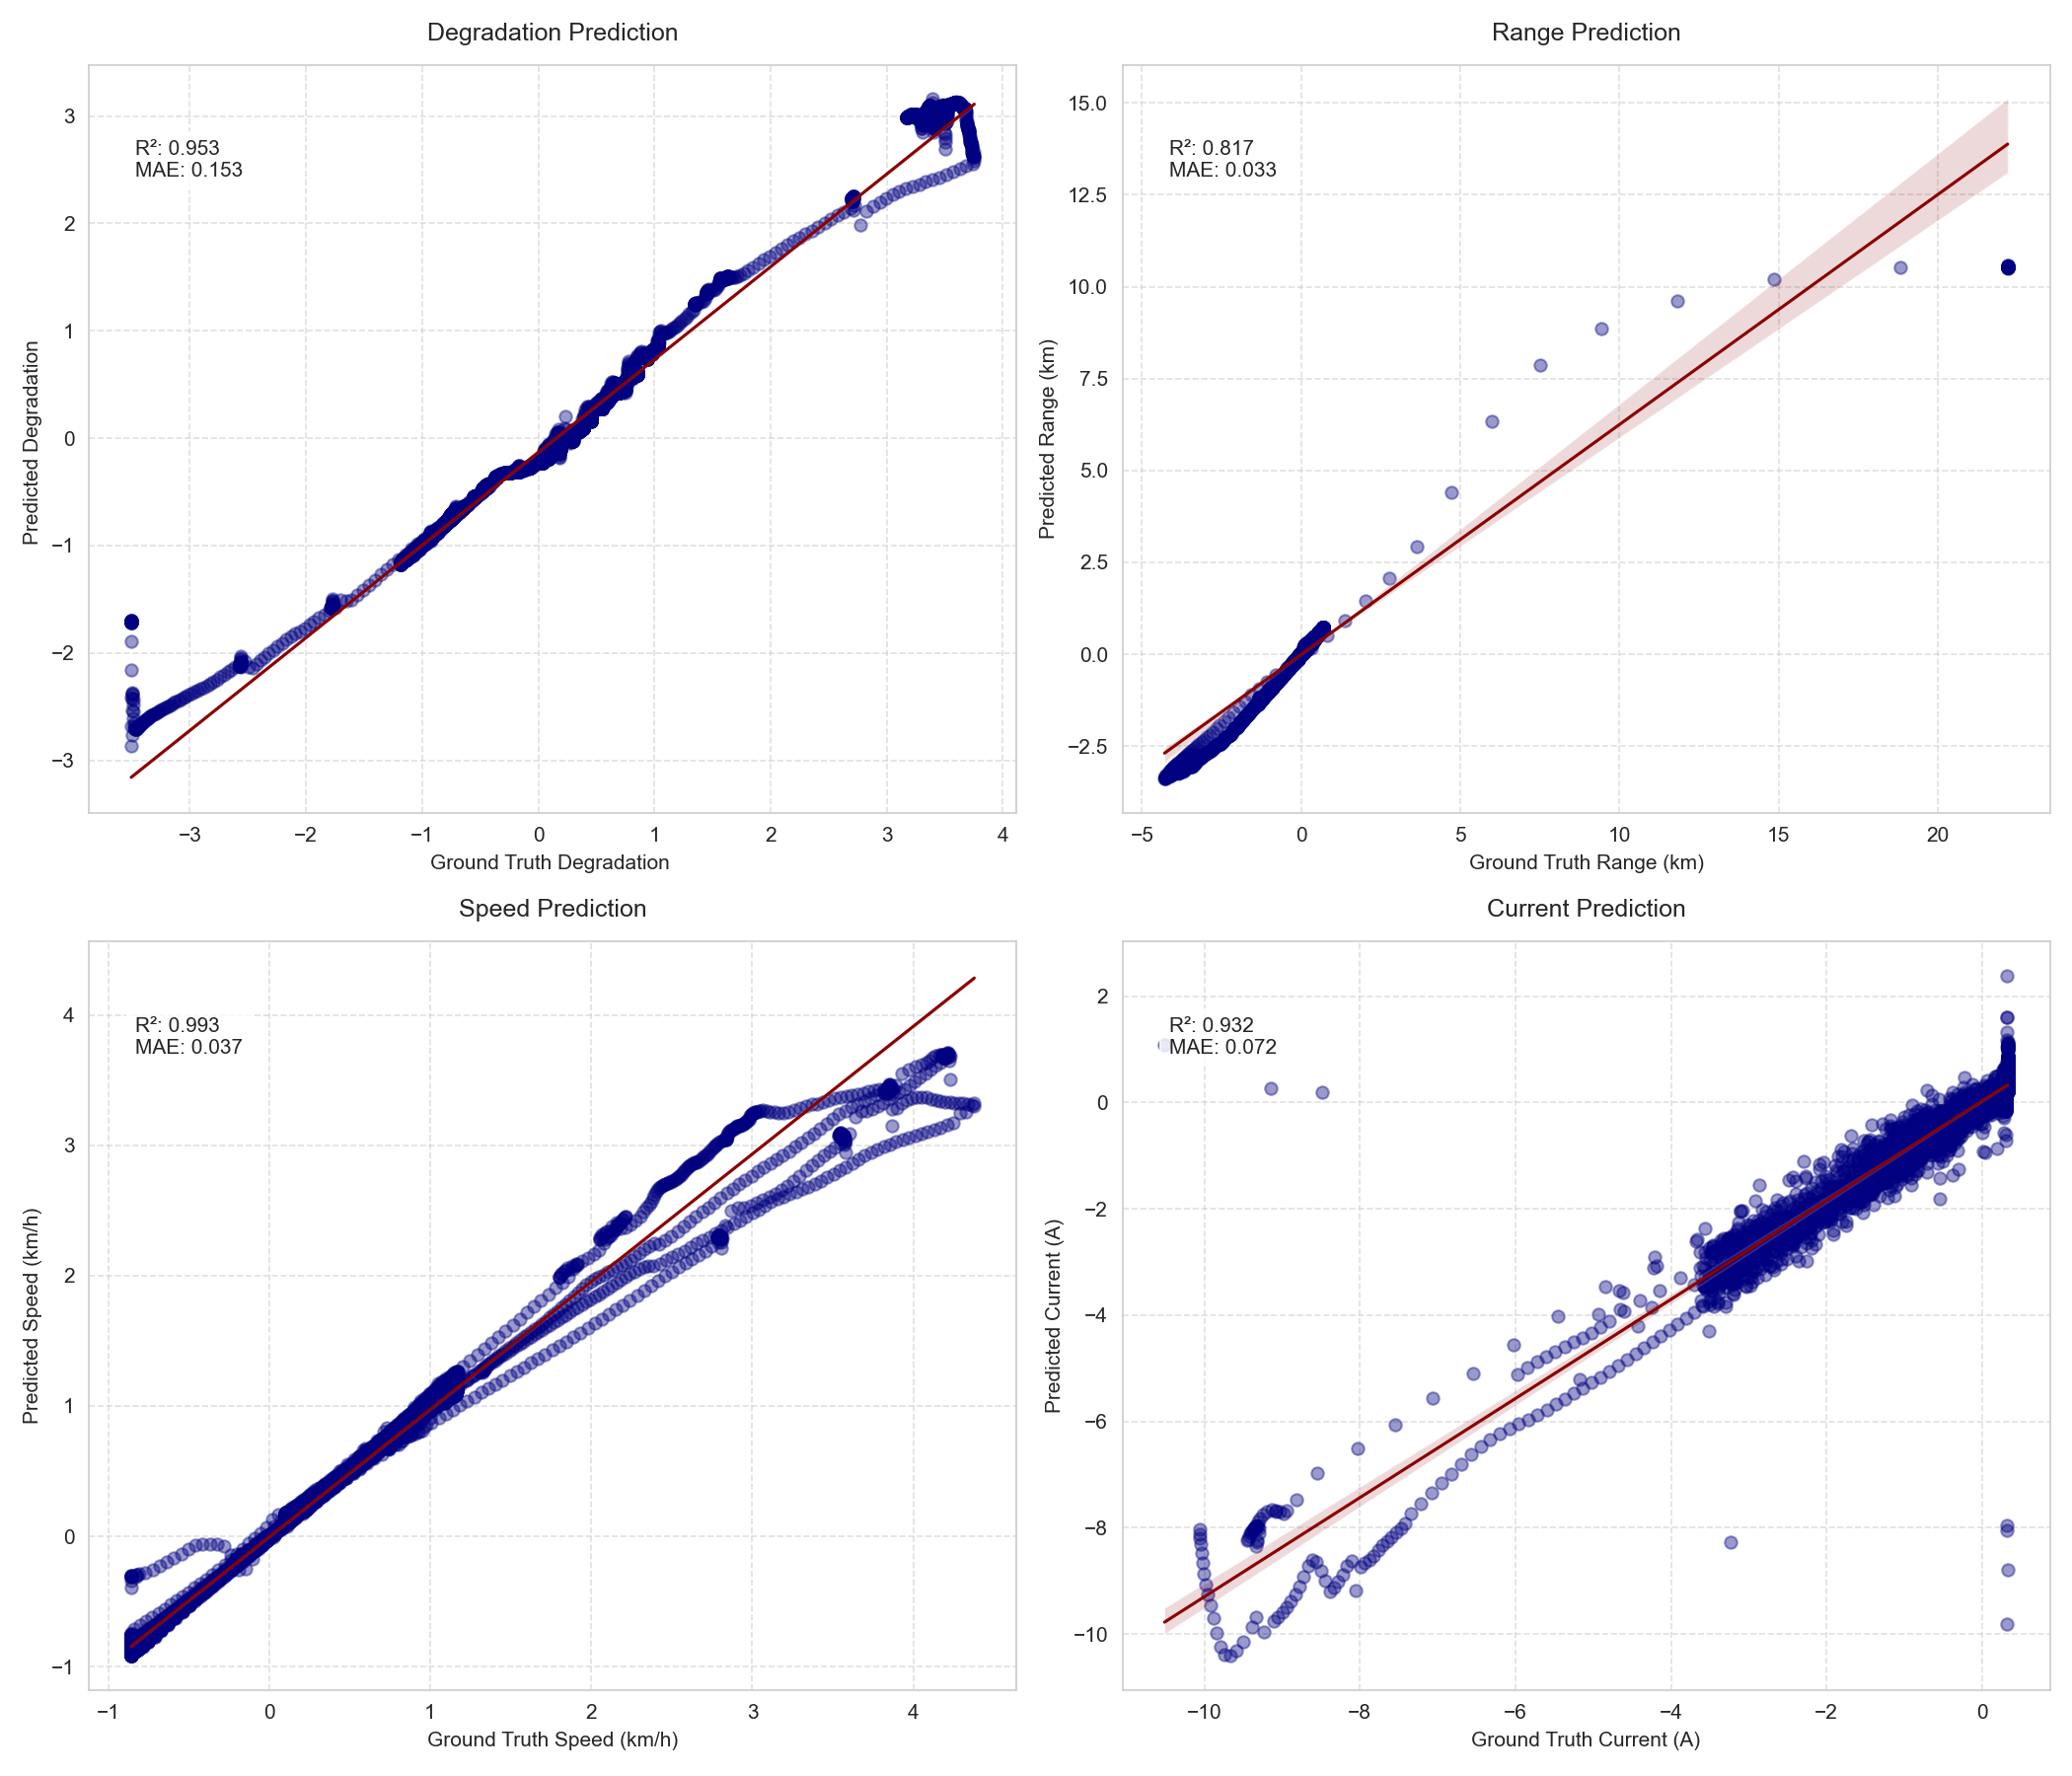 Degradation Prediction
R²: 0.953
MAE: 0.153
Predicted Degradation
3
2
1
0
−1
−2
−3
−3 −2 −1 0 1 2 3 4
Ground Truth Degradation
Range Prediction
R²: 0.817
MAE: 0.033
Predicted Range (km)
15.0
12.5
10.0
7.5
5.0
2.5
0.0
−2.5
−5 0 5 10 15 20
Ground Truth Range (km)
Speed Prediction
R²: 0.993
MAE: 0.037
Predicted Speed (km/h)
4
3
2
1
0
−1
−1 0 1 2 3 4
Ground Truth Speed (km/h)
Current Prediction
R²: 0.932
MAE: 0.072
Predicted Current (A)
2
0
−2
−4
−6
−8
−10
−10 −8 −6 −4 −2 0
Ground Truth Current (A)